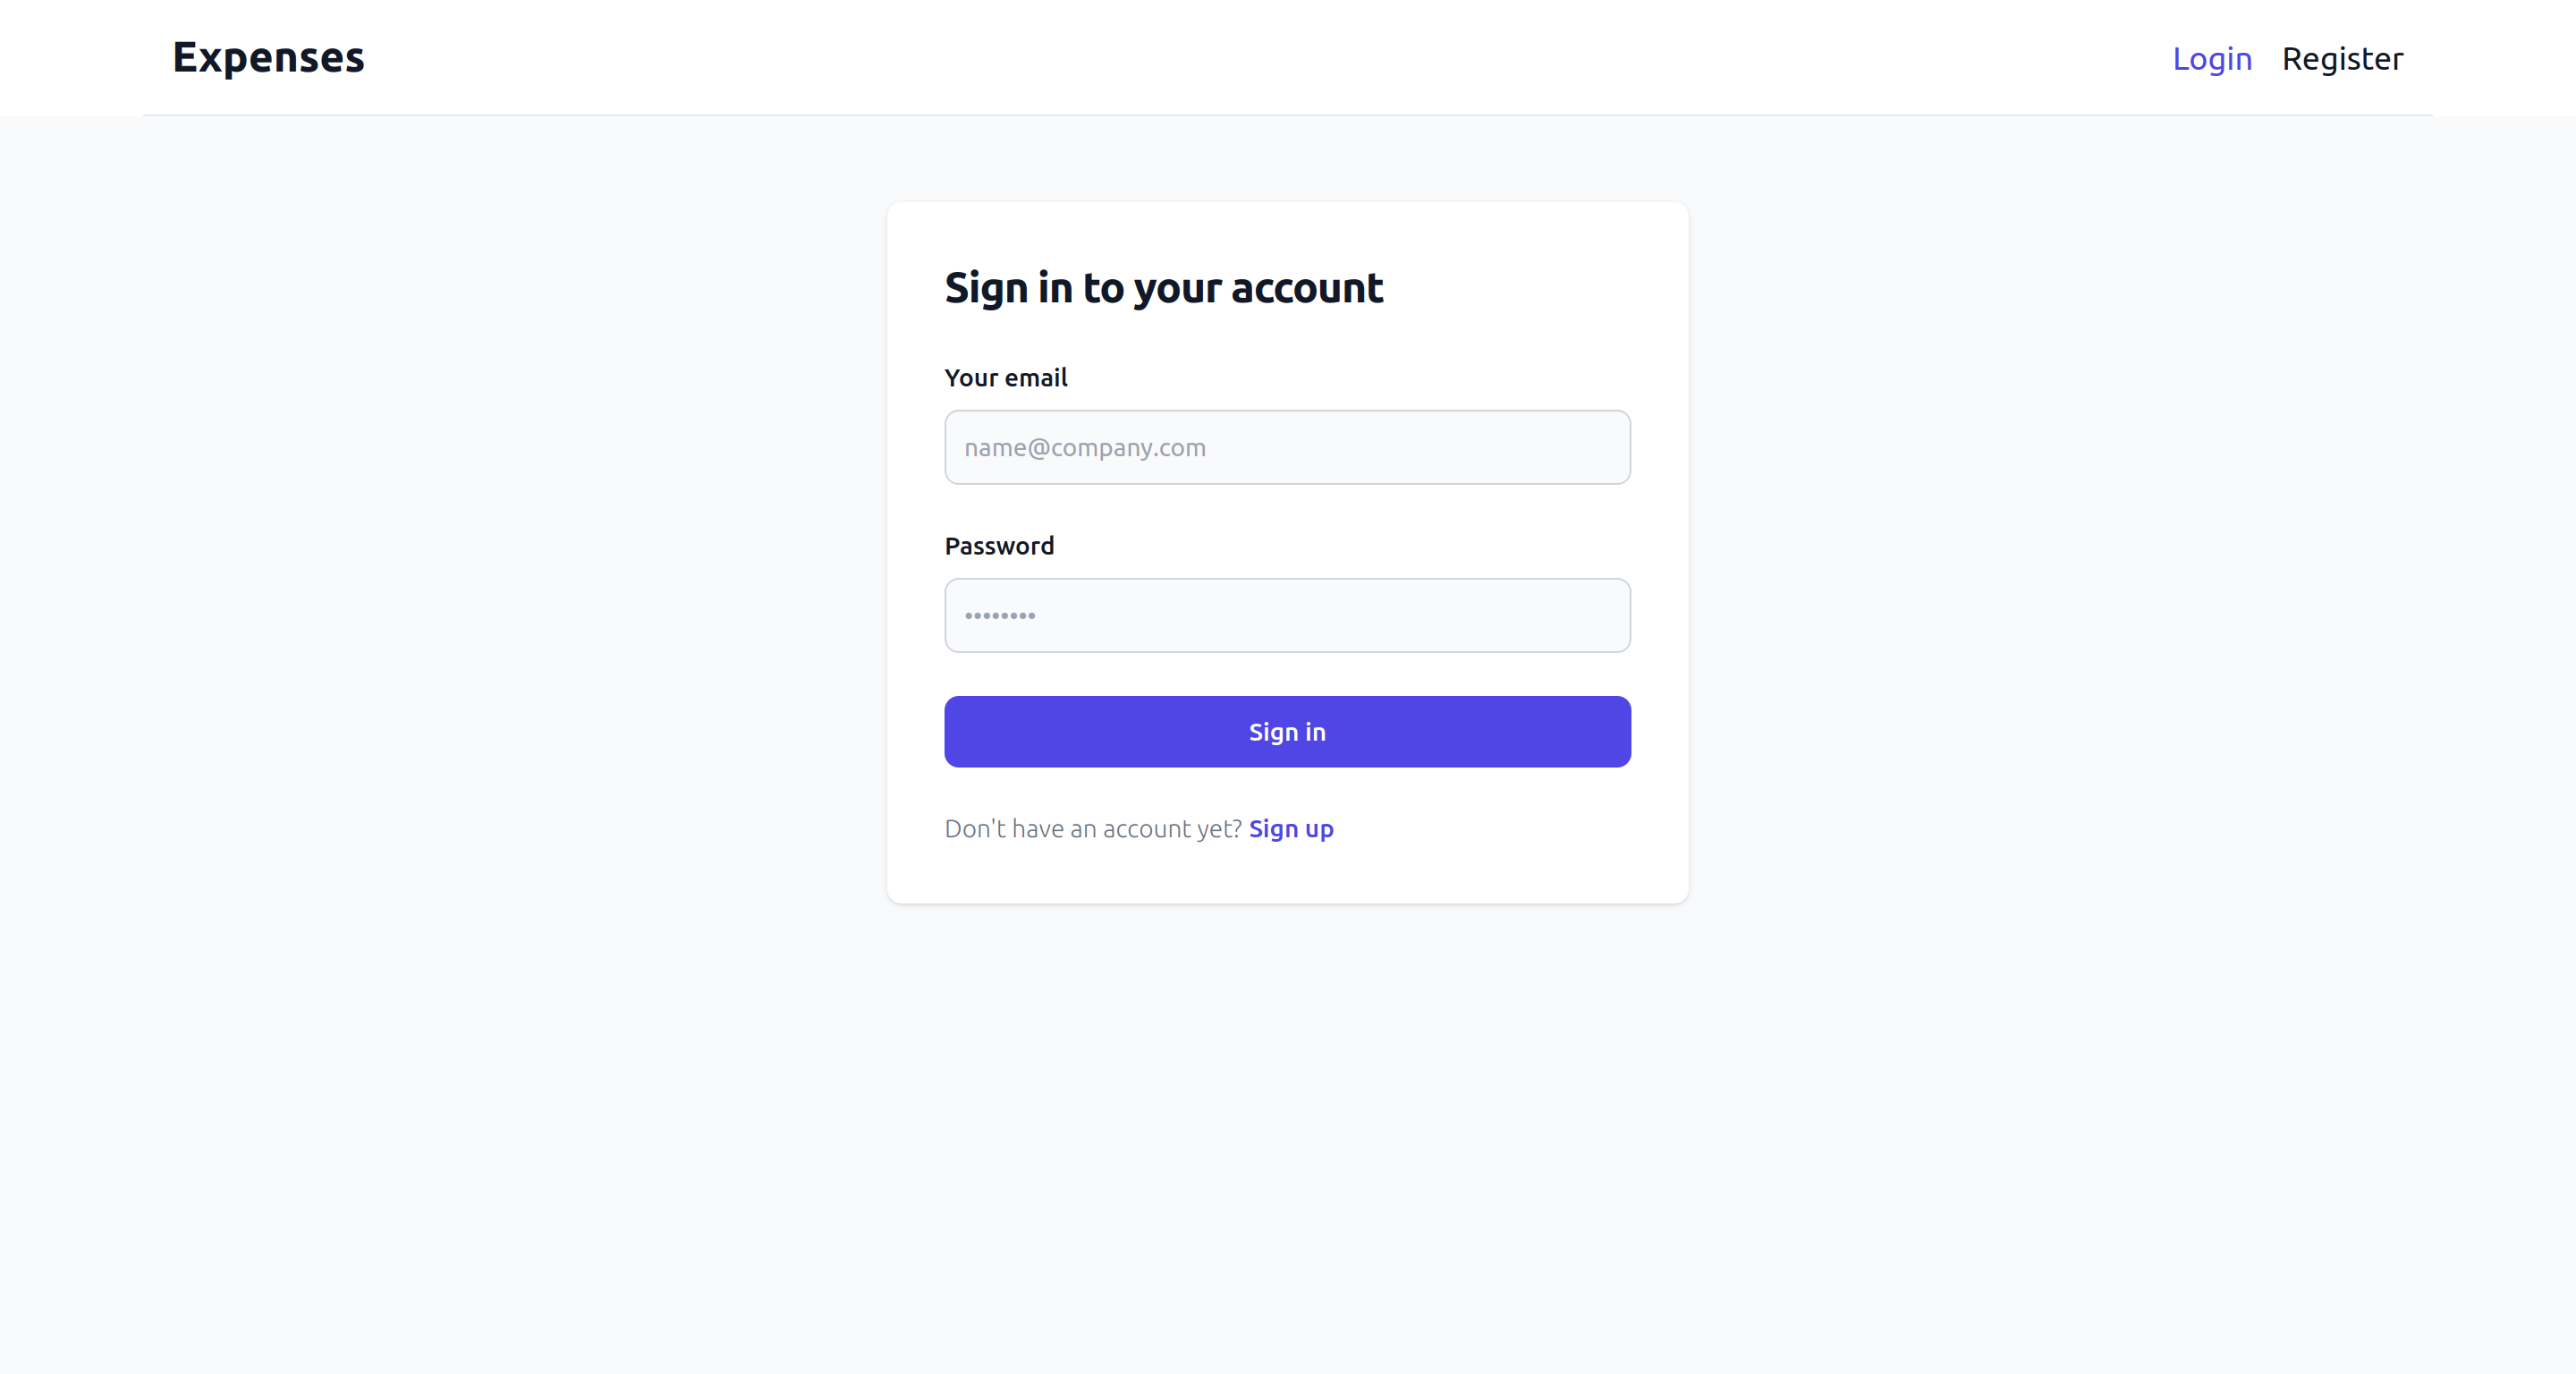 Expenses
Login Register
Sign in to your account
Your email
name@company.com
Password
••••••••
Sign in
Don't have an account yet? Sign up